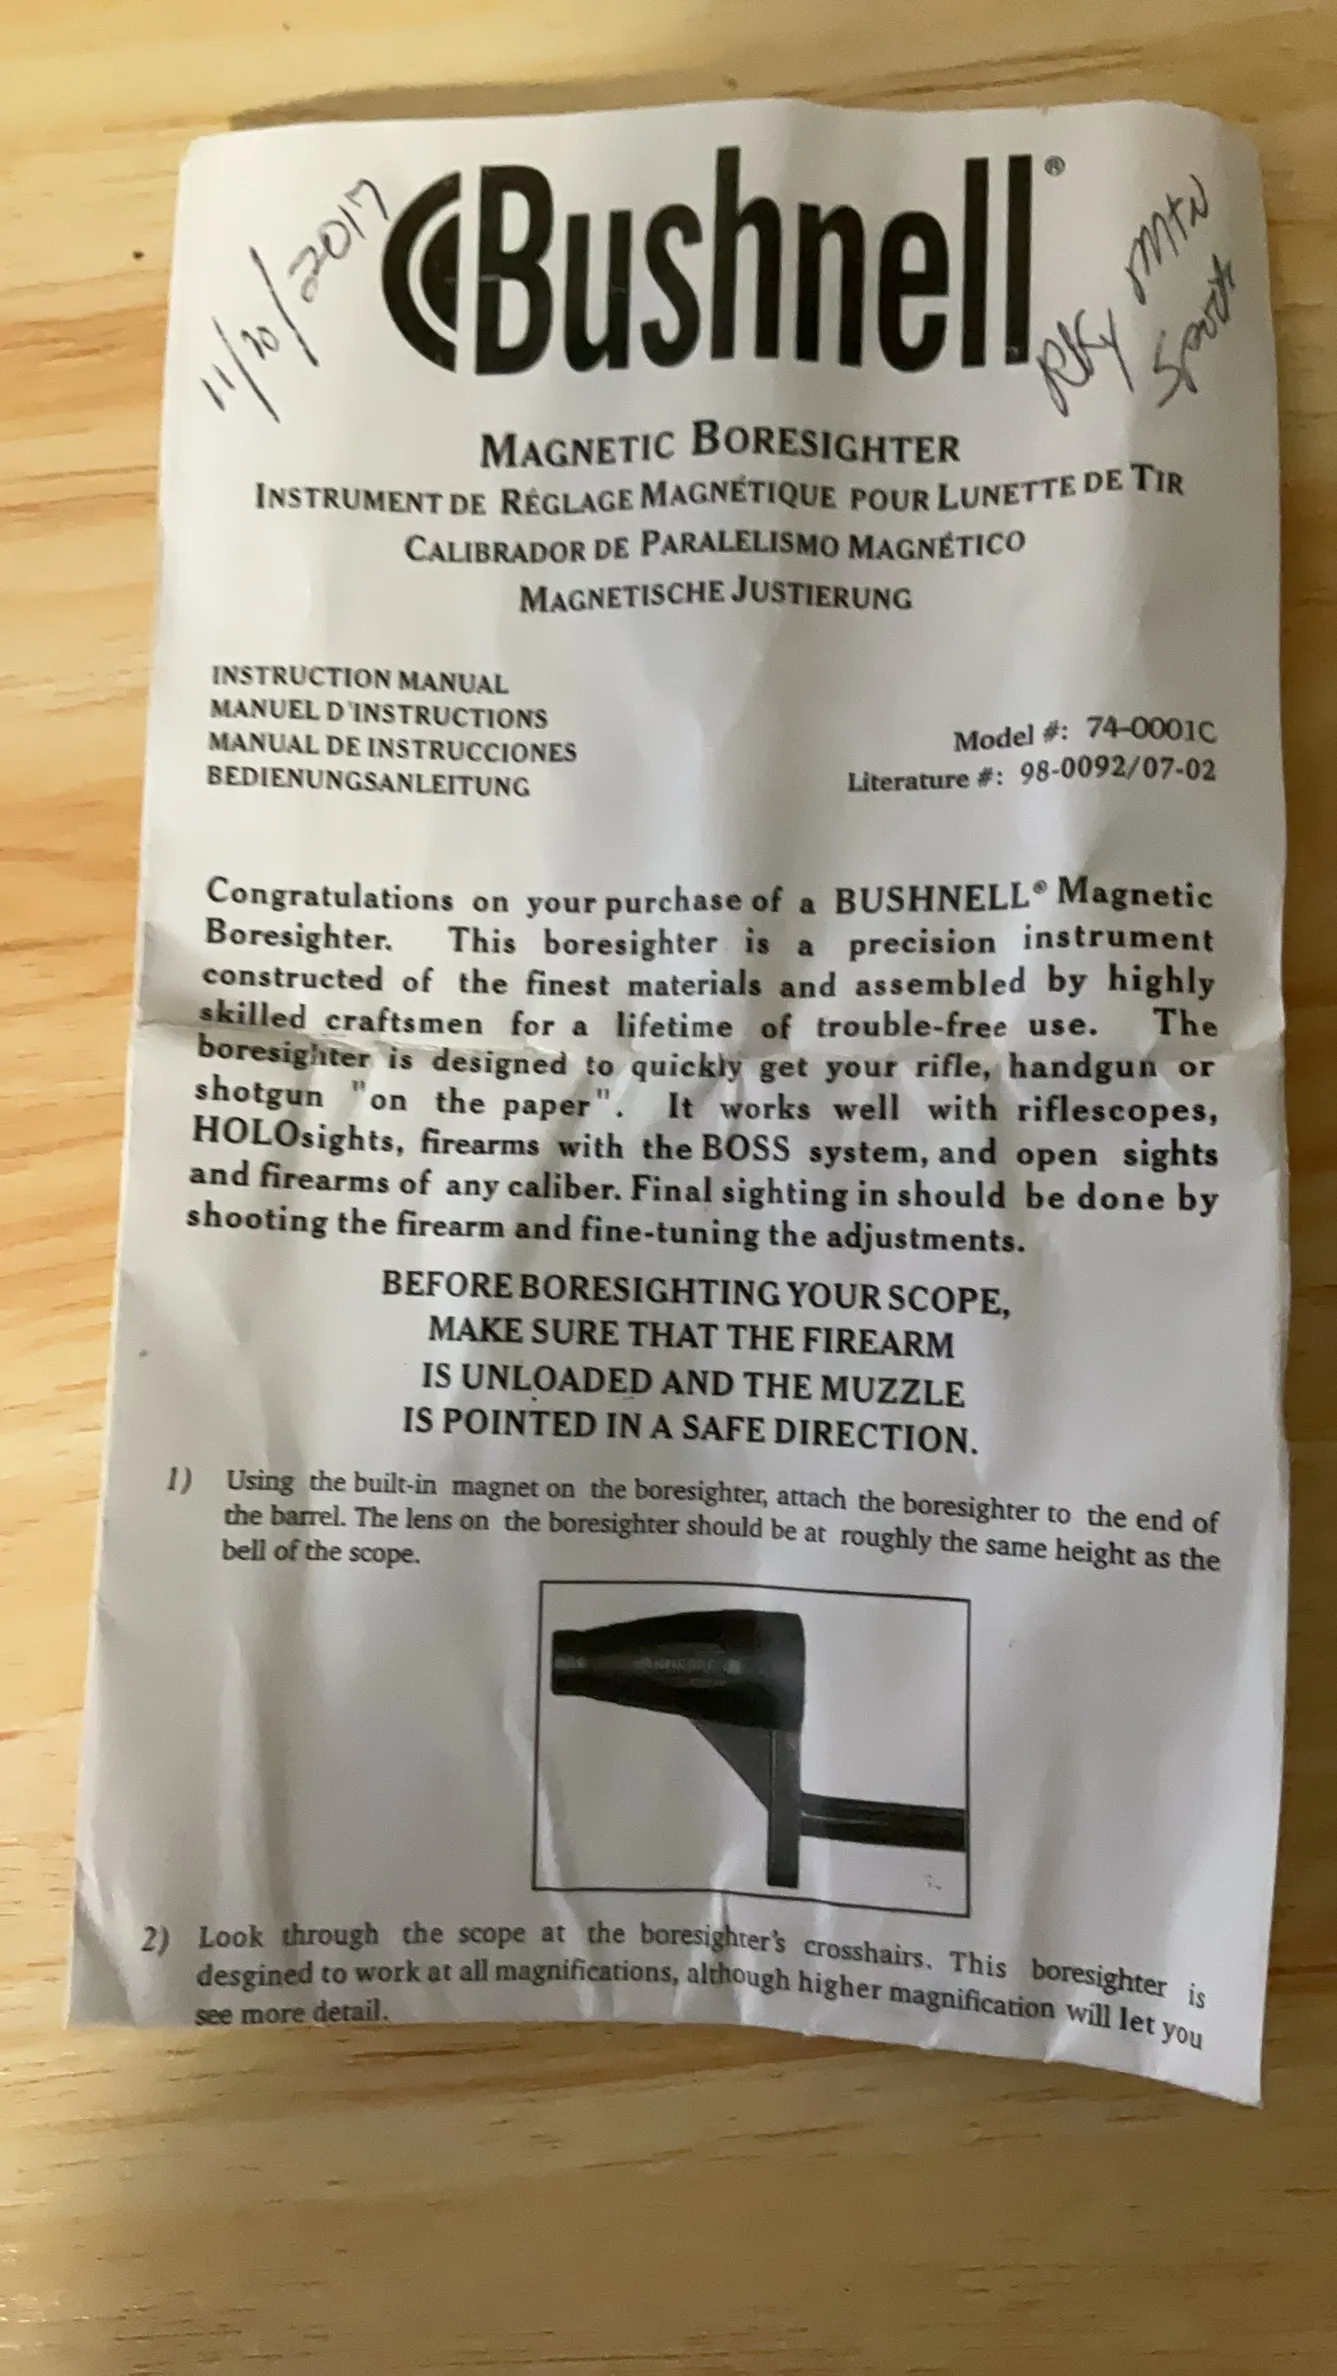 11/20/2017
Bushnell®
Rky Mtn
Sports
MAGNETIC BORESIGHTER
INSTRUMENT DE RÉGLAGE MAGNÉTIQUE POUR LUNETTE DE TIR
CALIBRADOR DE PARALELISMO MAGNÉTICO
MAGNETISCHE JUSTIERUNG
INSTRUCTION MANUAL
MANUEL D'INSTRUCTIONS
MANUAL DE INSTRUCCIONES
BEDIENUNGSANLEITUNG
Model #: 74-0001C
Literature #: 98-0092/07-02
Congratulations on your purchase of a BUSHNELL® Magnetic
Boresighter. This boresighter is a precision instrument
constructed of the finest materials and assembled by highly
skilled craftsmen for a lifetime of trouble-free use. The
boresighter is designed to quickly get your rifle, handgun or
shotgun "on the paper". It works well with riflescopes,
HOLOsights, firearms with the BOSS system, and open sights
and firearms of any caliber. Final sighting in should be done by
shooting the firearm and fine-tuning the adjustments.
BEFORE BORESIGHTING YOUR SCOPE,
MAKE SURE THAT THE FIREARM
IS UNLOADED AND THE MUZZLE
IS POINTED IN A SAFE DIRECTION.
1) Using the built-in magnet on the boresighter, attach the boresighter to the end of
the barrel. The lens on the boresighter should be at roughly the same height as the
bell of the scope.
2) Look through the scope at the boresighter's crosshairs. This boresighter is
desgined to work at all magnifications, although higher magnification will let you
see more detail.